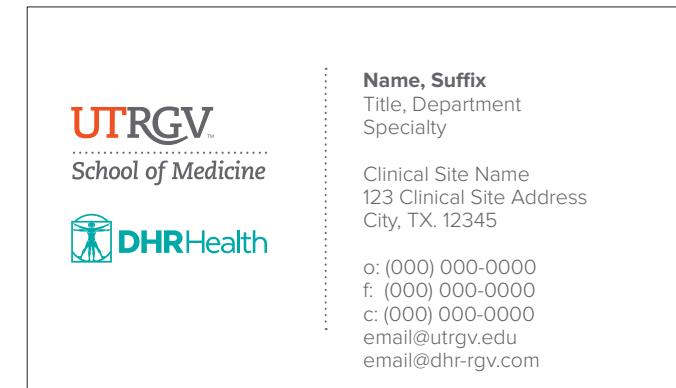 UTRGV™
School of Medicine
DHRHealth
Name, Suffix
Title, Department
Specialty
Clinical Site Name
123 Clinical Site Address
City, TX. 12345
o: (000) 000-0000
f: (000) 000-0000
c: (000) 000-0000
email@utrgv.edu
email@dhr-rgv.com